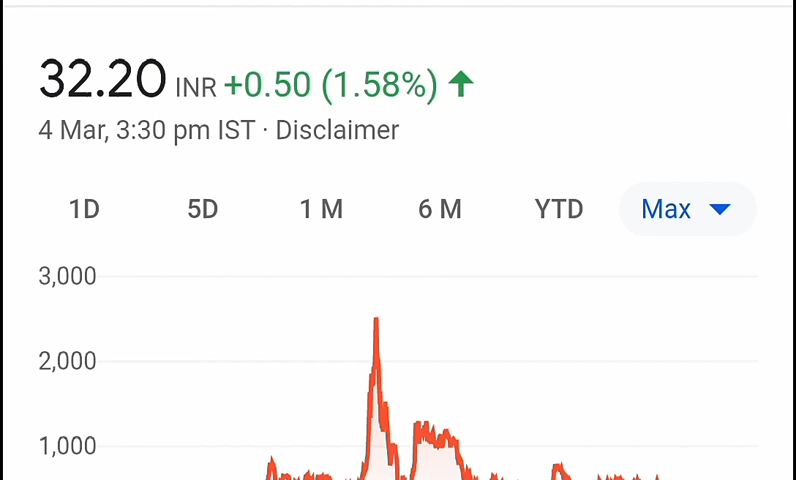 32.20 INR +0.50 (1.58%)
4 Mar, 3:30 pm IST · Disclaimer
1D 5D 1 M 6 M YTD Max
3,000
2,000
1,000